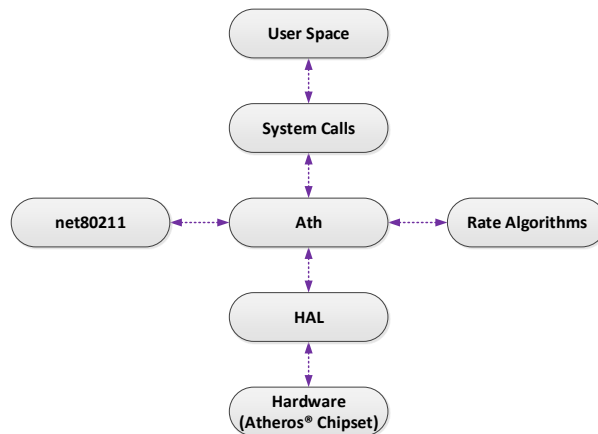 User Space
System Calls
net80211
Ath
Rate Algorithms
HAL
Hardware
(Atheros® Chipset)